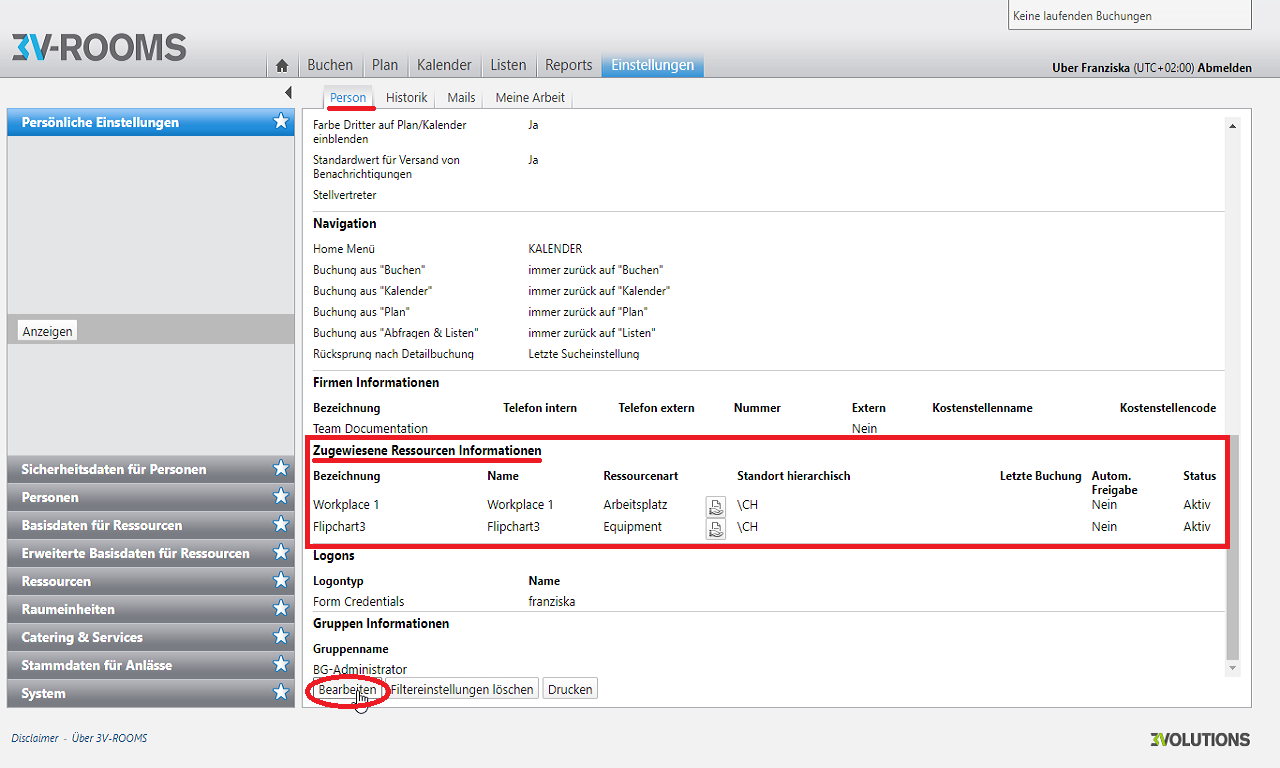 Keine laufenden Buchungen
3V-ROOMS
Buchen Plan Kalender Listen Reports Einstellungen
Uber Franziska (UTC+02:00) Abmelden
Person Historik Mails Meine Arbeit
Persönliche Einstellungen
Anzeigen
Sicherheitsdaten für Personen
Personen
Basisdaten für Ressourcen
Erweiterte Basisdaten für Ressourcen
Ressourcen
Raumeinheiten
Catering & Services
Stammdaten für Anlässe
System
Farbe Dritter auf Plan/Kalender Ja
einblenden
Standardwert für Versand von Ja
Benachrichtigungen
Stellvertreter
Navigation
Home Menü KALENDER
Buchung aus "Buchen" immer zurück auf "Buchen"
Buchung aus "Kalender" immer zurück auf "Kalender"
Buchung aus "Plan" immer zurück auf "Plan"
Buchung aus "Abfragen & Listen" immer zurück auf "Listen"
Rücksprung nach Detailbuchung Letzte Sucheinstellung
Firmen Informationen
Bezeichnung Telefon intern Telefon extern Nummer Extern Kostenstellenname Kostenstellencode
Team Documentation Nein
Zugewiesene Ressourcen Informationen
Bezeichnung Name Ressourcenart Standort hierarchisch Letzte Buchung Autom. Status
Freigabe
Workplace 1 Workplace 1 Arbeitsplatz \CH Nein Aktiv
Flipchart3 Flipchart3 Equipment \CH Nein Aktiv
Logons
Logontyp Name
Form Credentials franziska
Gruppen Informationen
Gruppenname
BG-Administrator
Bearbeiten Filtereinstellungen löschen Drucken
Disclaimer - Über 3V-ROOMS
3VOLUTIONS